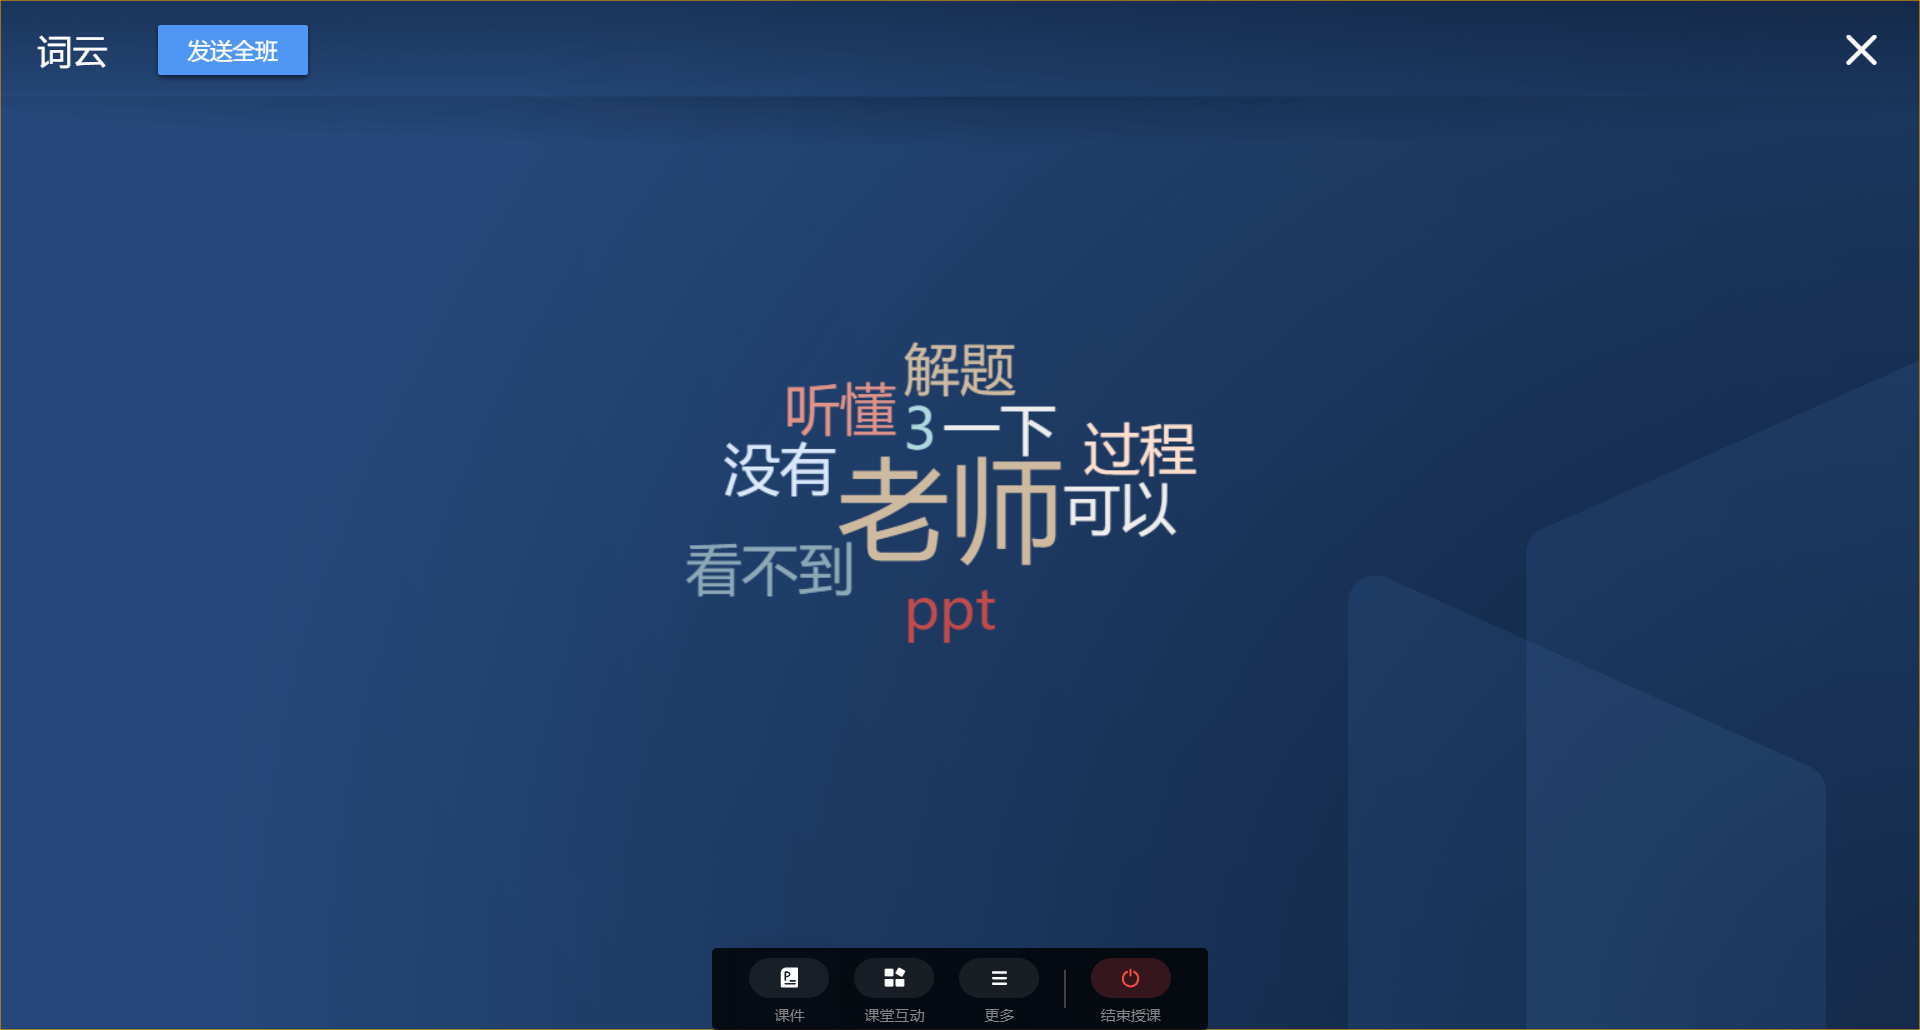 词云
发送全班
解题
听懂
3
一下
过程
没有
老师
可以
看不到
ppt
课件
课堂互动
更多
结束授课